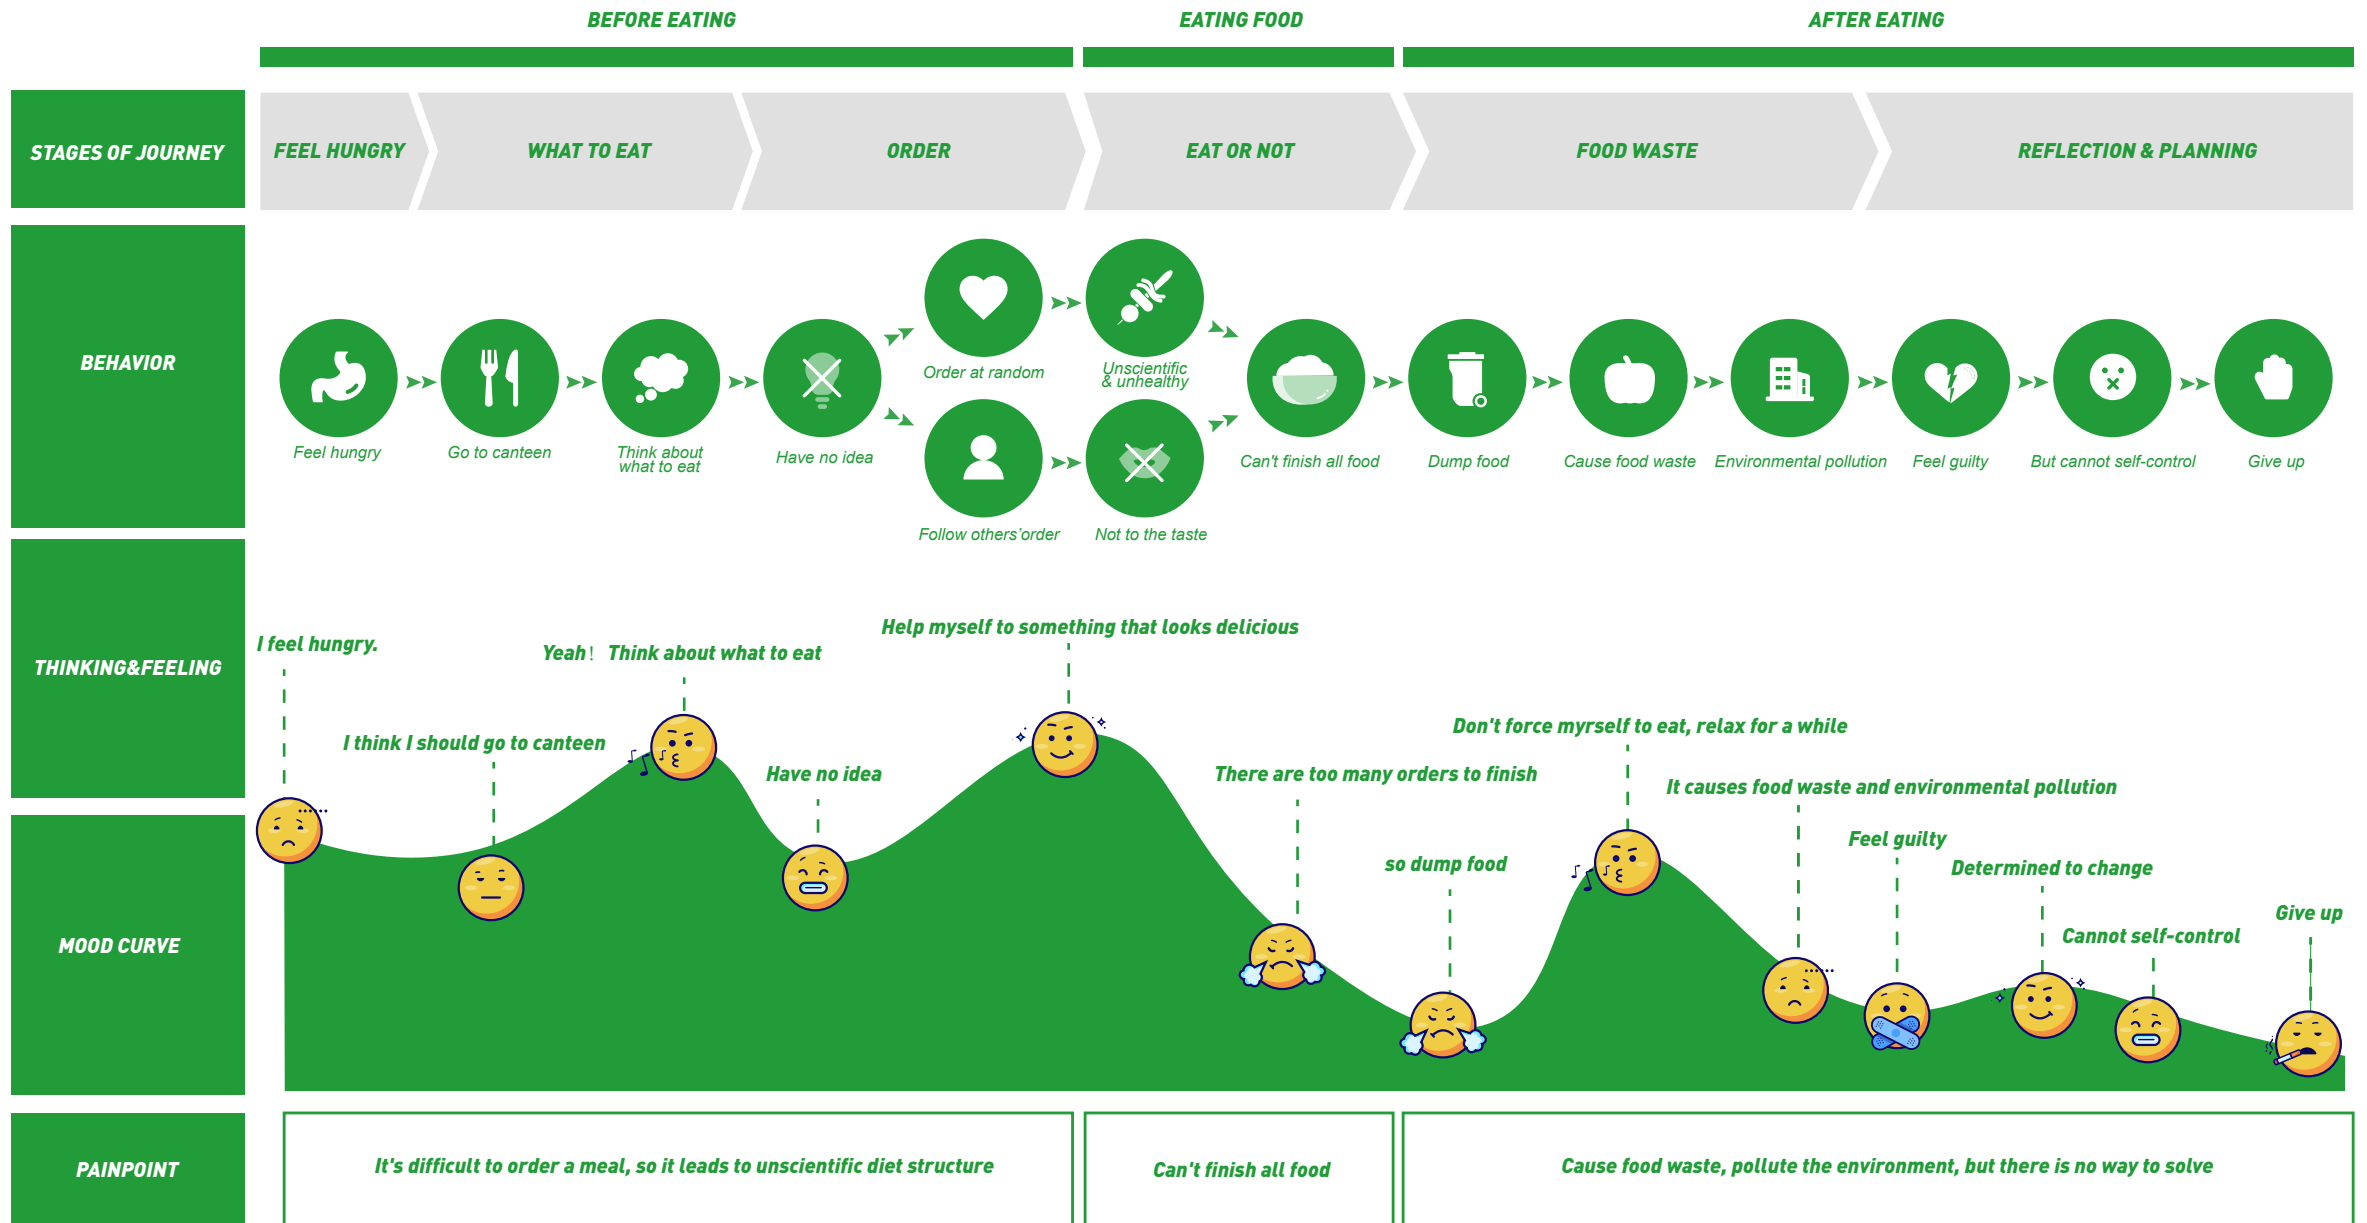 BEFORE EATING
EATING FOOD
AFTER EATING
STAGES OF JOURNEY
FEEL HUNGRY
WHAT TO EAT
ORDER
EAT OR NOT
FOOD WASTE
REFLECTION & PLANNING
BEHAVIOR
Feel hungry
Go to canteen
Think about
what to eat
Have no idea
Order at random
Follow others'order
Unscientific
& unhealthy
Not to the taste
Can't finish all food
Dump food
Cause food waste
Environmental pollution
Feel guilty
But cannot self-control
Give up
THINKING&FEELING
I feel hungry.
I think I should go to canteen
Yeah! Think about what to eat
Have no idea
Help myself to something that looks delicious
There are too many orders to finish
so dump food
Don't force myrself to eat, relax for a while
It causes food waste and environmental pollution
Feel guilty
Determined to change
Cannot self-control
Give up
MOOD CURVE
PAINPOINT
It's difficult to order a meal, so it leads to unscientific diet structure
Can't finish all food
Cause food waste, pollute the environment, but there is no way to solve